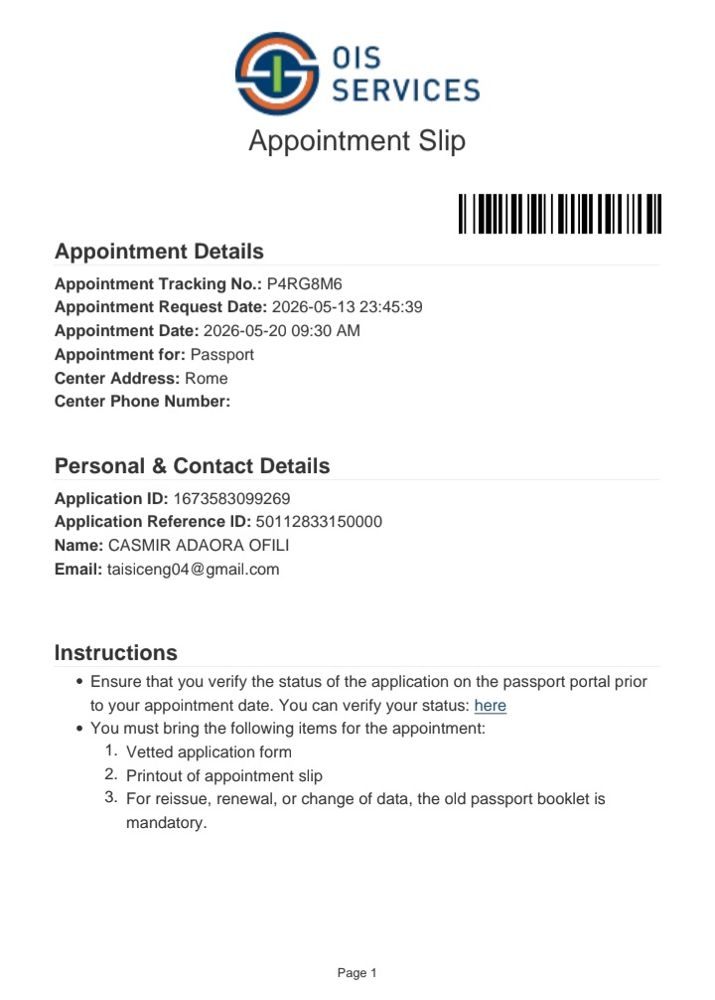 OIS
SERVICES
Appointment Slip
Appointment Details
Appointment Tracking No.: P4RG8M6
Appointment Request Date: 2026-05-13 23:45:39
Appointment Date: 2026-05-20 09:30 AM
Appointment for: Passport
Center Address: Rome
Center Phone Number:
Personal & Contact Details
Application ID: 1673583099269
Application Reference ID: 50112833150000
Name: CASMIR ADAORA OFILI
Email: taisiceng04@gmail.com
Instructions
• Ensure that you verify the status of the application on the passport portal prior
to your appointment date. You can verify your status: here
• You must bring the following items for the appointment:
1. Vetted application form
2. Printout of appointment slip
3. For reissue, renewal, or change of data, the old passport booklet is
mandatory.
Page 1